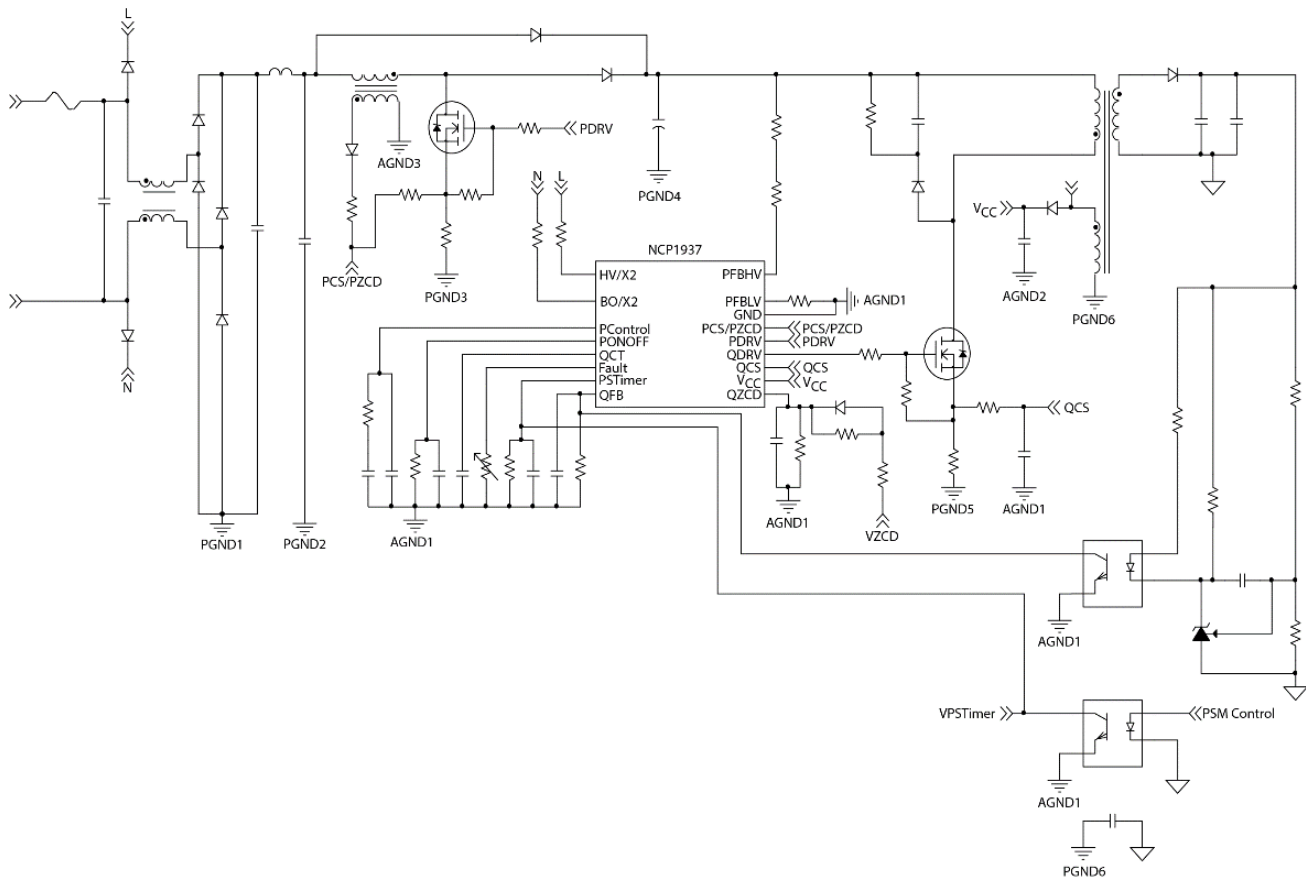 L
PDRV
AGND3
N
L
PGND4
VCC
NCP1937
PCS/PZCD
PGND3
AGND2
PGND6
HV/X2
BO/X2
PControl
PONOFF
QCT
Fault
PSTimer
QFB
PFBHV
PFBLV
GND
PCS/PZCD
PDRV
QDRV
QCS
VCC
QZCD
AGND1
PCS/PZCD
PDRV
QCS
VCC
N
QCS
PGND1
PGND2
AGND1
AGND1
VZCD
PGND5
AGND1
AGND1
VPSTimer
PSM Control
AGND1
PGND6